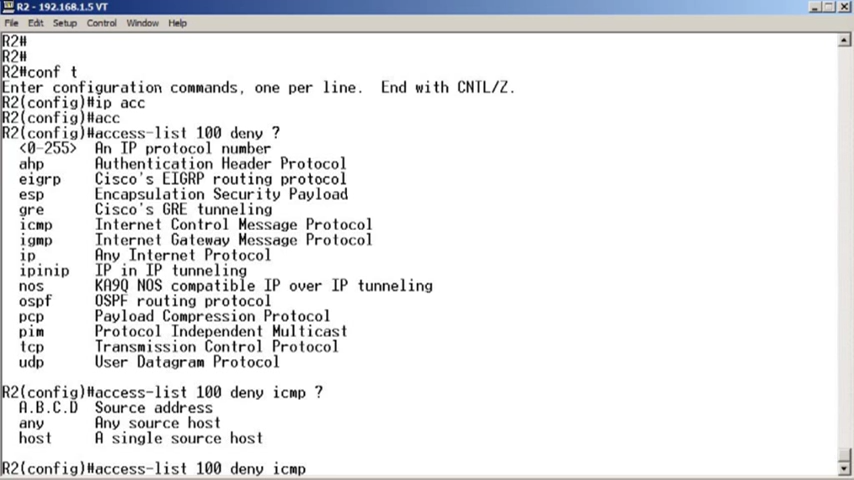 R2 - 192.168.1.5 VT
File Edit Setup Control Window Help
R2#
R2#
R2#conf t
Enter configuration commands, one per line. End with CNTL/Z.
R2(config)#ip acc
R2(config)#acc
R2(config)#access-list 100 deny ?
<0-255> An IP protocol number
ahp Authentication Header Protocol
eigrp Cisco's EIGRP routing protocol
esp Encapsulation Security Payload
gre Cisco's GRE tunneling
icmp Internet Control Message Protocol
igmp Internet Gateway Message Protocol
ip Any Internet Protocol
ipinip IP in IP tunneling
nos KA9Q NOS compatible IP over IP tunneling
ospf OSPF routing protocol
pcp Payload Compression Protocol
pim Protocol Independent Multicast
tcp Transmission Control Protocol
udp User Datagram Protocol
R2(config)#access-list 100 deny icmp ?
A.B.C.D Source address
any Any source host
host A single source host
R2(config)#access-list 100 deny icmp